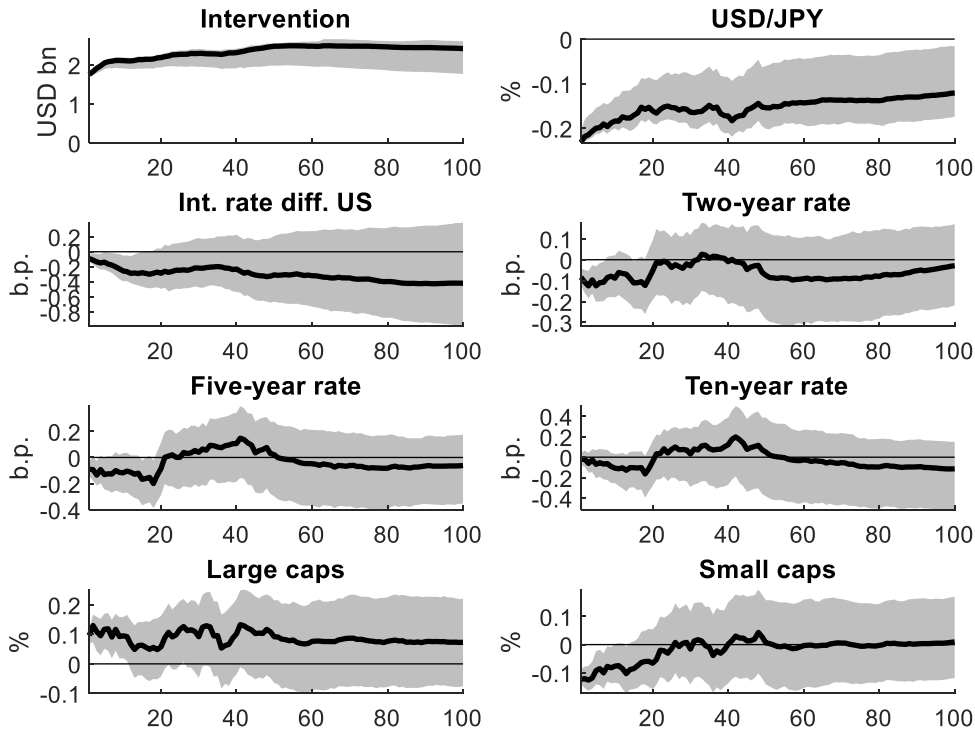 Intervention
USD bn
2
1
0
20 40 60 80 100
USD/JPY
%
0
-0.1
-0.2
20 40 60 80 100
Int. rate diff. US
b.p.
0.2
0
-0.2
-0.4
-0.6
-0.8
20 40 60 80 100
Two-year rate
b.p.
0.1
0
-0.1
-0.2
-0.3
20 40 60 80 100
Five-year rate
b.p.
0.2
0
-0.2
-0.4
20 40 60 80 100
Ten-year rate
b.p.
0.4
0.2
0
-0.2
-0.4
20 40 60 80 100
Large caps
%
0.2
0.1
0
-0.1
20 40 60 80 100
Small caps
%
0.1
0
-0.1
20 40 60 80 100